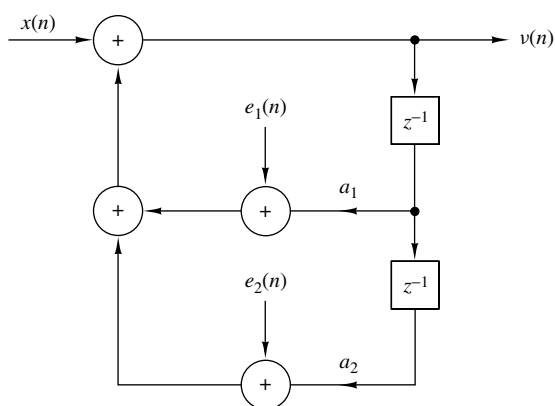 x(n)
+
v(n)
z⁻¹
e₁(n)
+
+
a₁
z⁻¹
e₂(n)
+
a₂